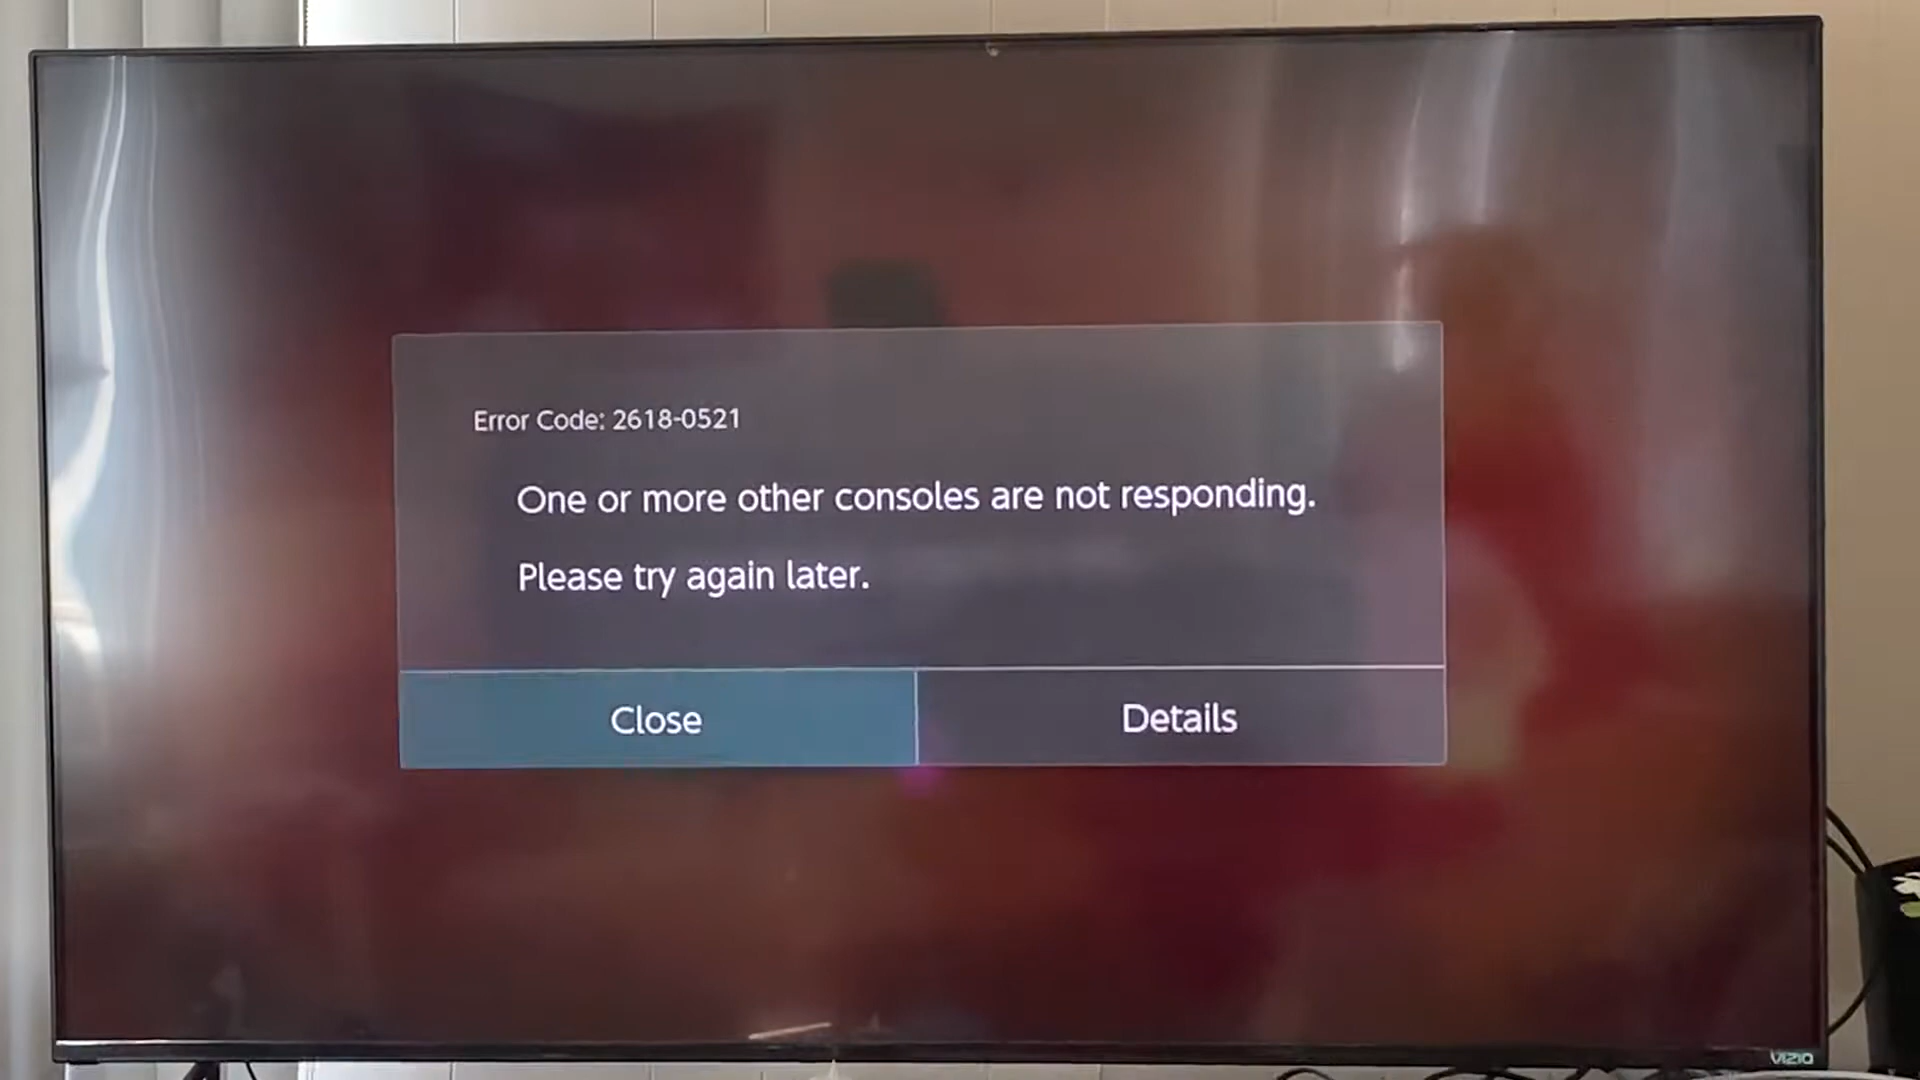 Error Code: 2618-0521
One or more other consoles are not responding.
Please try again later.
Close
Details
VIZIO